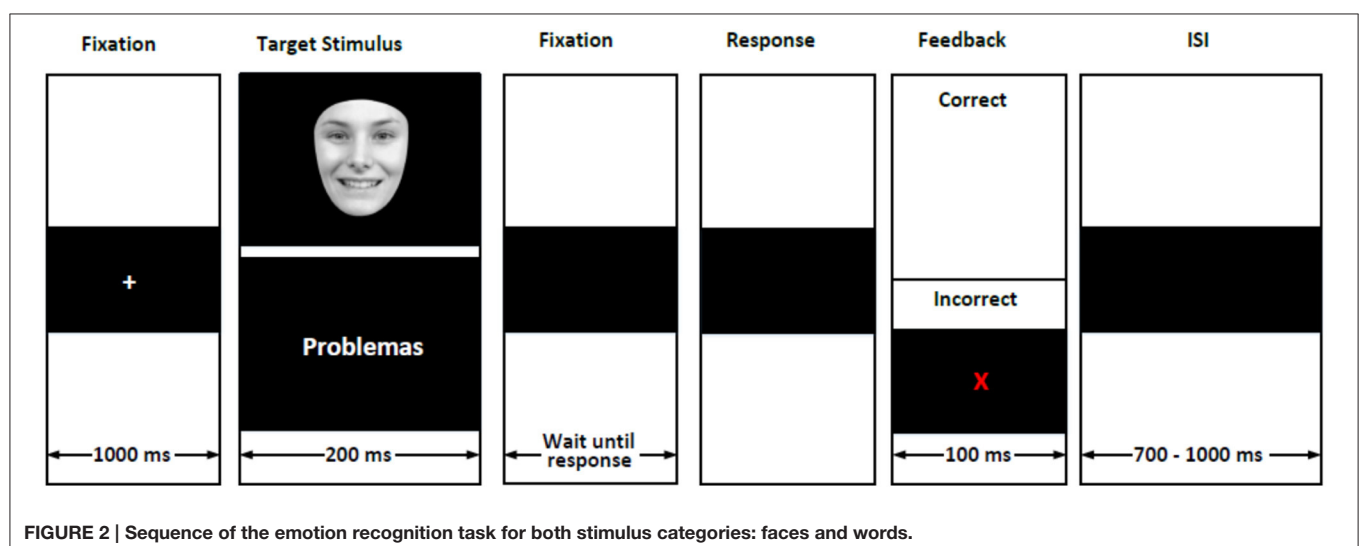 Fixation
Target Stimulus
Fixation
Response
Feedback
ISI
Correct
+
Incorrect
Problemas
X
1000 ms
200 ms
Wait until
response
100 ms
700 - 1000 ms
FIGURE 2 | Sequence of the emotion recognition task for both stimulus categories: faces and words.